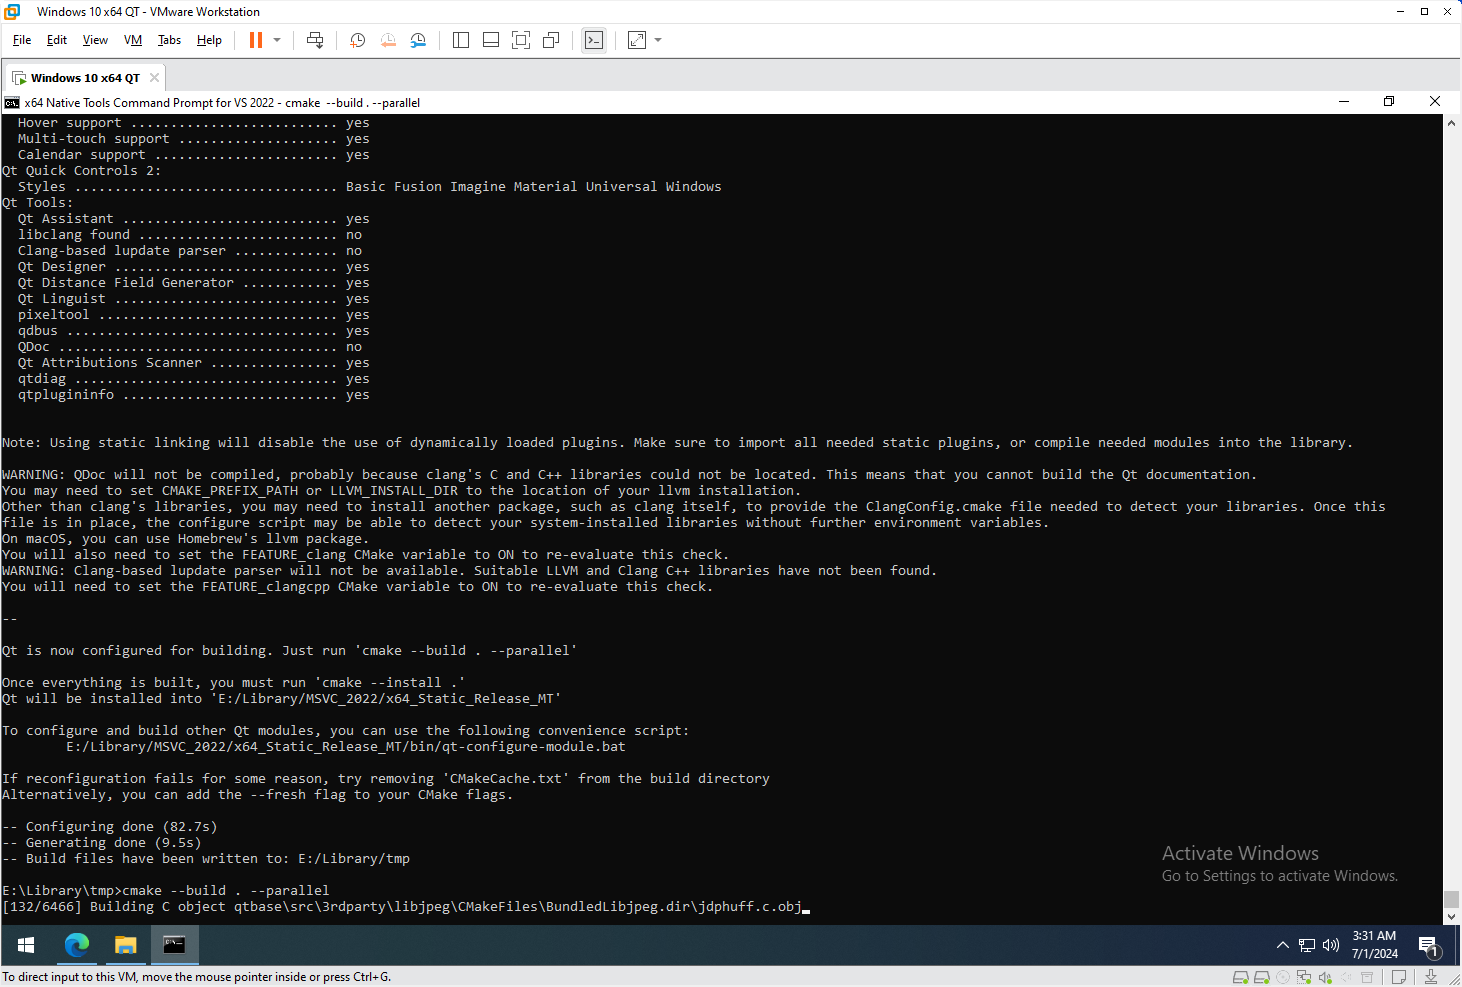 Windows 10 x64 QT - VMware Workstation
File Edit View VM Tabs Help
Windows 10 x64 QT
x64 Native Tools Command Prompt for VS 2022 - cmake --build . --parallel
Hover support .......................... yes
Multi-touch support .................... yes
Calendar support ....................... yes
Qt Quick Controls 2:
Styles ................................. Basic Fusion Imagine Material Universal Windows
Qt Tools:
Qt Assistant ........................... yes
libclang found ......................... no
Clang-based lupdate parser ............. no
Qt Designer ............................ yes
Qt Distance Field Generator ............ yes
Qt Linguist ............................ yes
pixeltool .............................. yes
qdbus .................................. yes
QDoc ................................... no
Qt Attributions Scanner ................ yes
qtdiag ................................. yes
qtplugininfo ........................... yes
Note: Using static linking will disable the use of dynamically loaded plugins. Make sure to import all needed static plugins, or compile needed modules into the library.
WARNING: QDoc will not be compiled, probably because clang's C and C++ libraries could not be located. This means that you cannot build the Qt documentation.
You may need to set CMAKE_PREFIX_PATH or LLVM_INSTALL_DIR to the location of your llvm installation.
Other than clang's libraries, you may need to install another package, such as clang itself, to provide the ClangConfig.cmake file needed to detect your libraries. Once this
file is in place, the configure script may be able to detect your system-installed libraries without further environment variables.
On macOS, you can use Homebrew's llvm package.
You will also need to set the FEATURE_clang CMake variable to ON to re-evaluate this check.
WARNING: Clang-based lupdate parser will not be available. Suitable LLVM and Clang C++ libraries have not been found.
You will need to set the FEATURE_clangcpp CMake variable to ON to re-evaluate this check.
--
Qt is now configured for building. Just run 'cmake --build . --parallel'
Once everything is built, you must run 'cmake --install .'
Qt will be installed into 'E:/Library/MSVC_2022/x64_Static_Release_MT'
To configure and build other Qt modules, you can use the following convenience script:
E:/Library/MSVC_2022/x64_Static_Release_MT/bin/qt-configure-module.bat
If reconfiguration fails for some reason, try removing 'CMakeCache.txt' from the build directory
Alternatively, you can add the --fresh flag to your CMake flags.
-- Configuring done (82.7s)
-- Generating done (9.5s)
-- Build files have been written to: E:/Library/tmp
E:\Library\tmp>cmake --build . --parallel
[132/6466] Building C object qtbase\src\3rdparty\libjpeg\CMakeFiles\BundledLibjpeg.dir\jdphuff.c.obj
Activate Windows
Go to Settings to activate Windows.
3:31 AM
7/1/2024
1
To direct input to this VM, move the mouse pointer inside or press Ctrl+G.